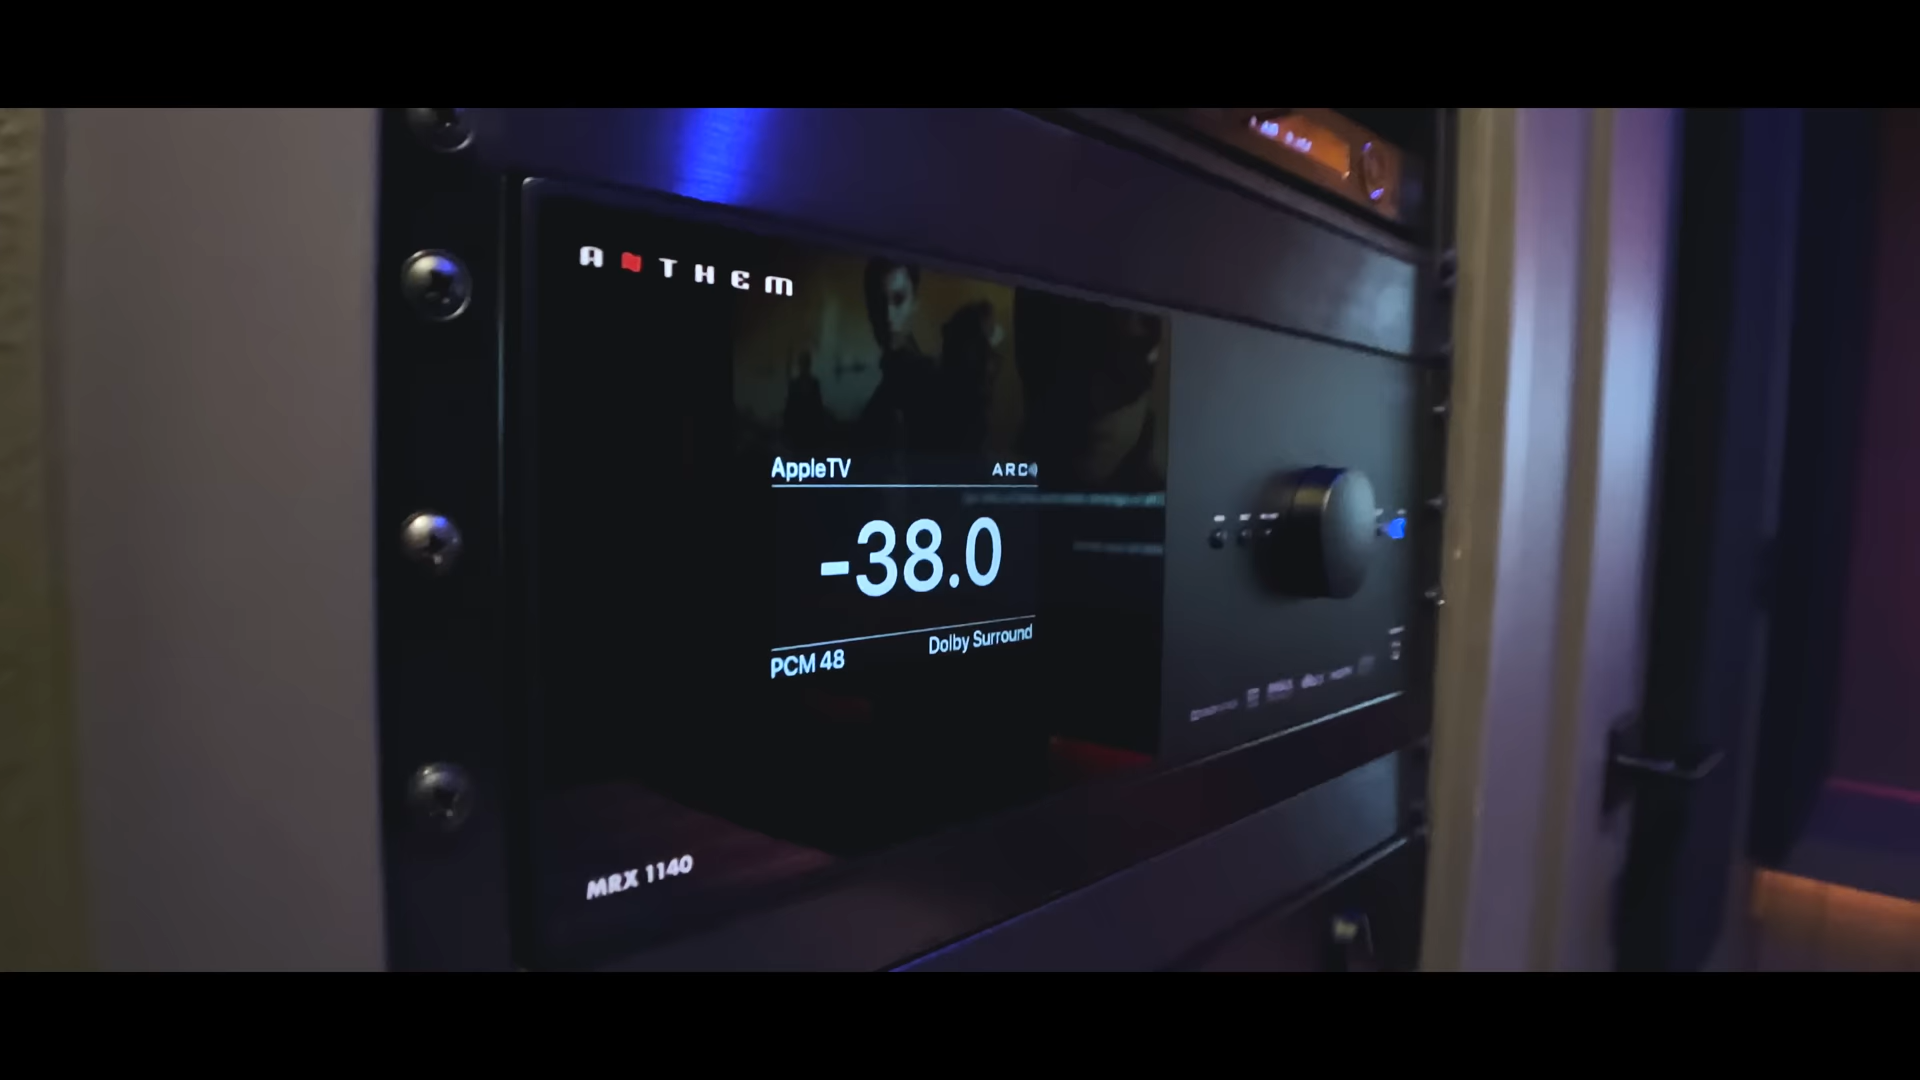 ANTHEM
AppleTV ARC
-38.0
PCM 48 Dolby Surround
MRX 1140